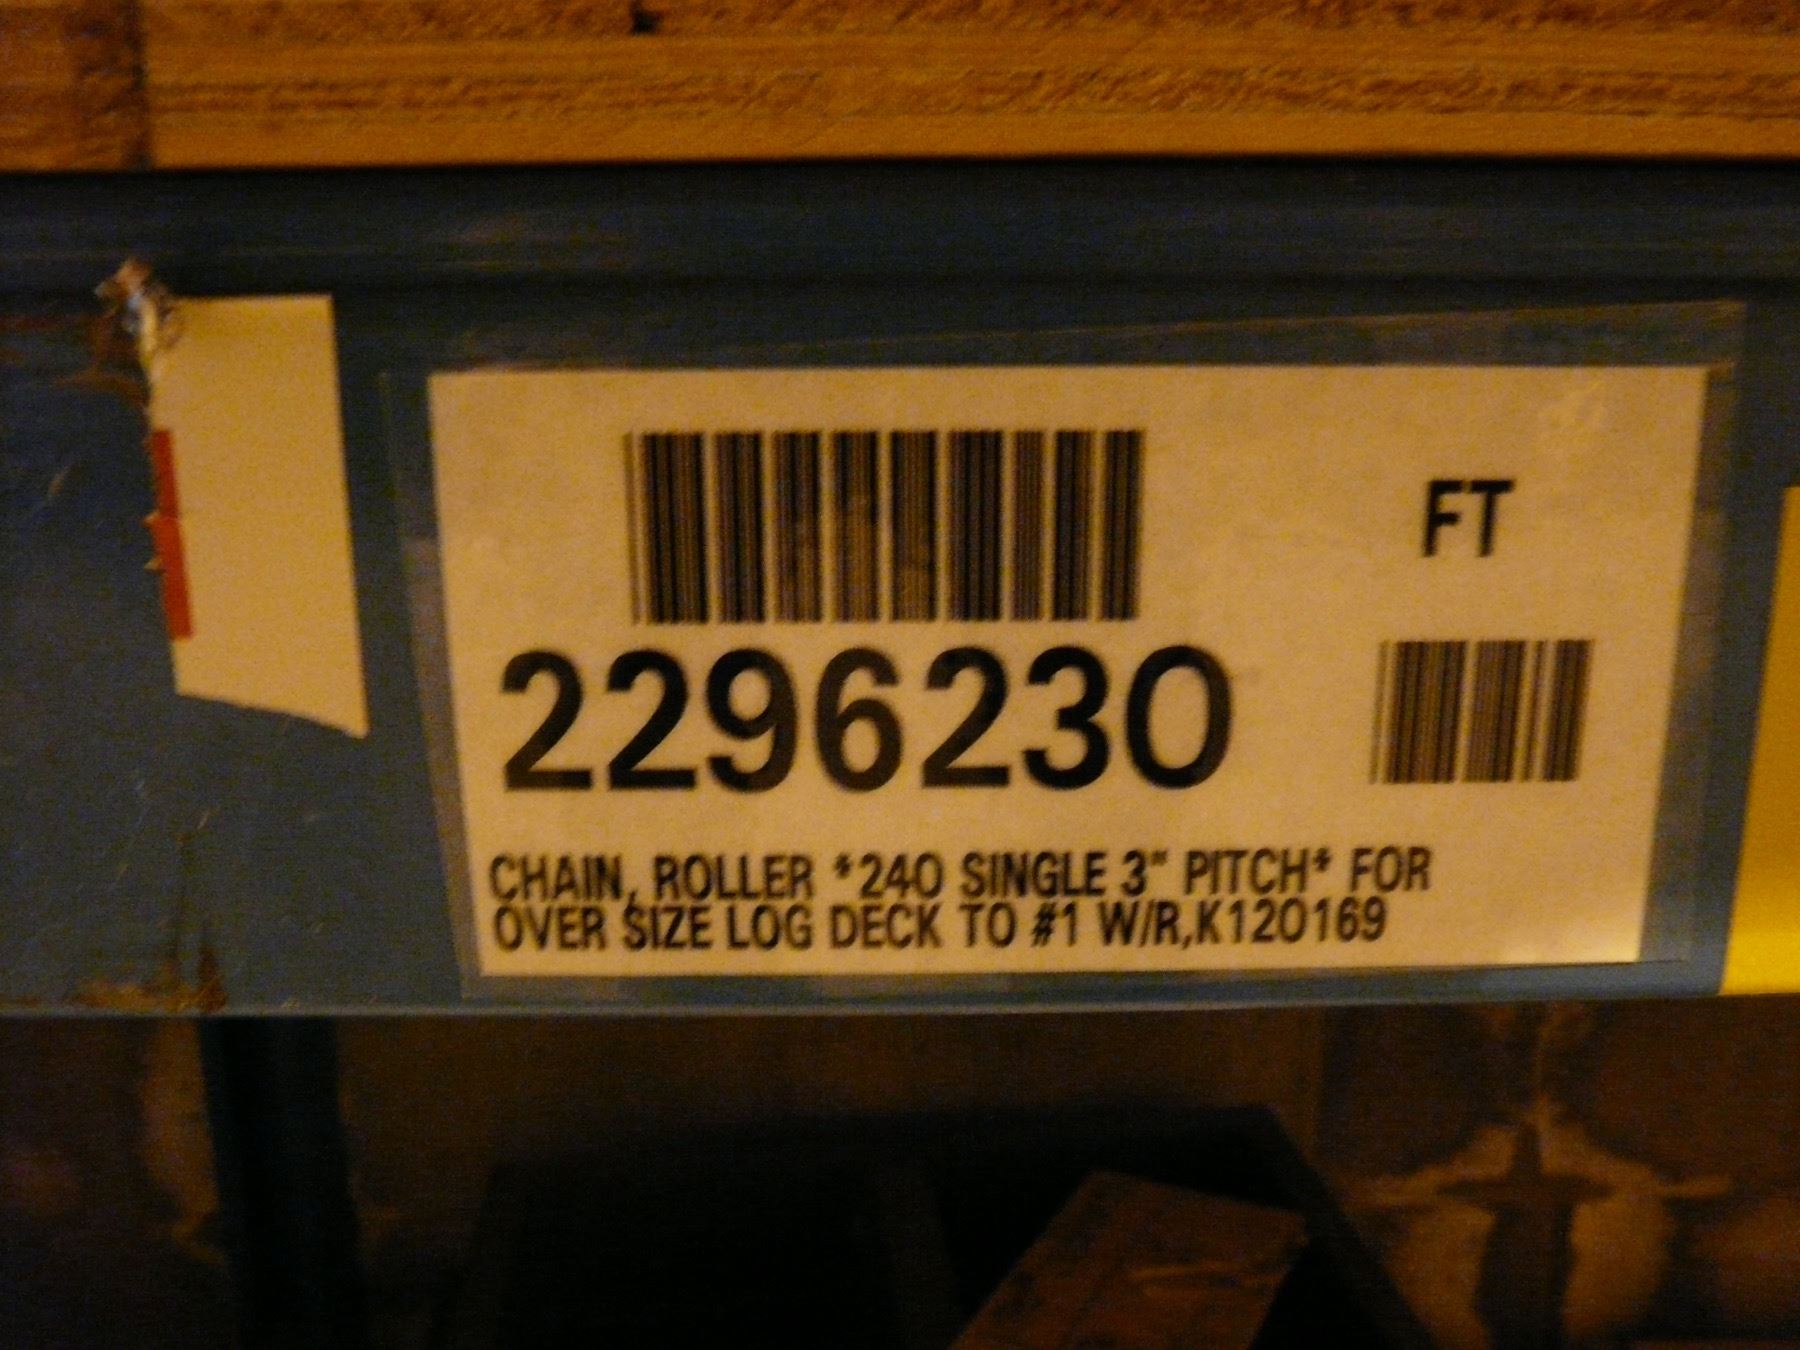 FT
2296230
CHAIN, ROLLER *240 SINGLE 3" PITCH* FOR
OVER SIZE LOG DECK TO #1 W/R,K120169